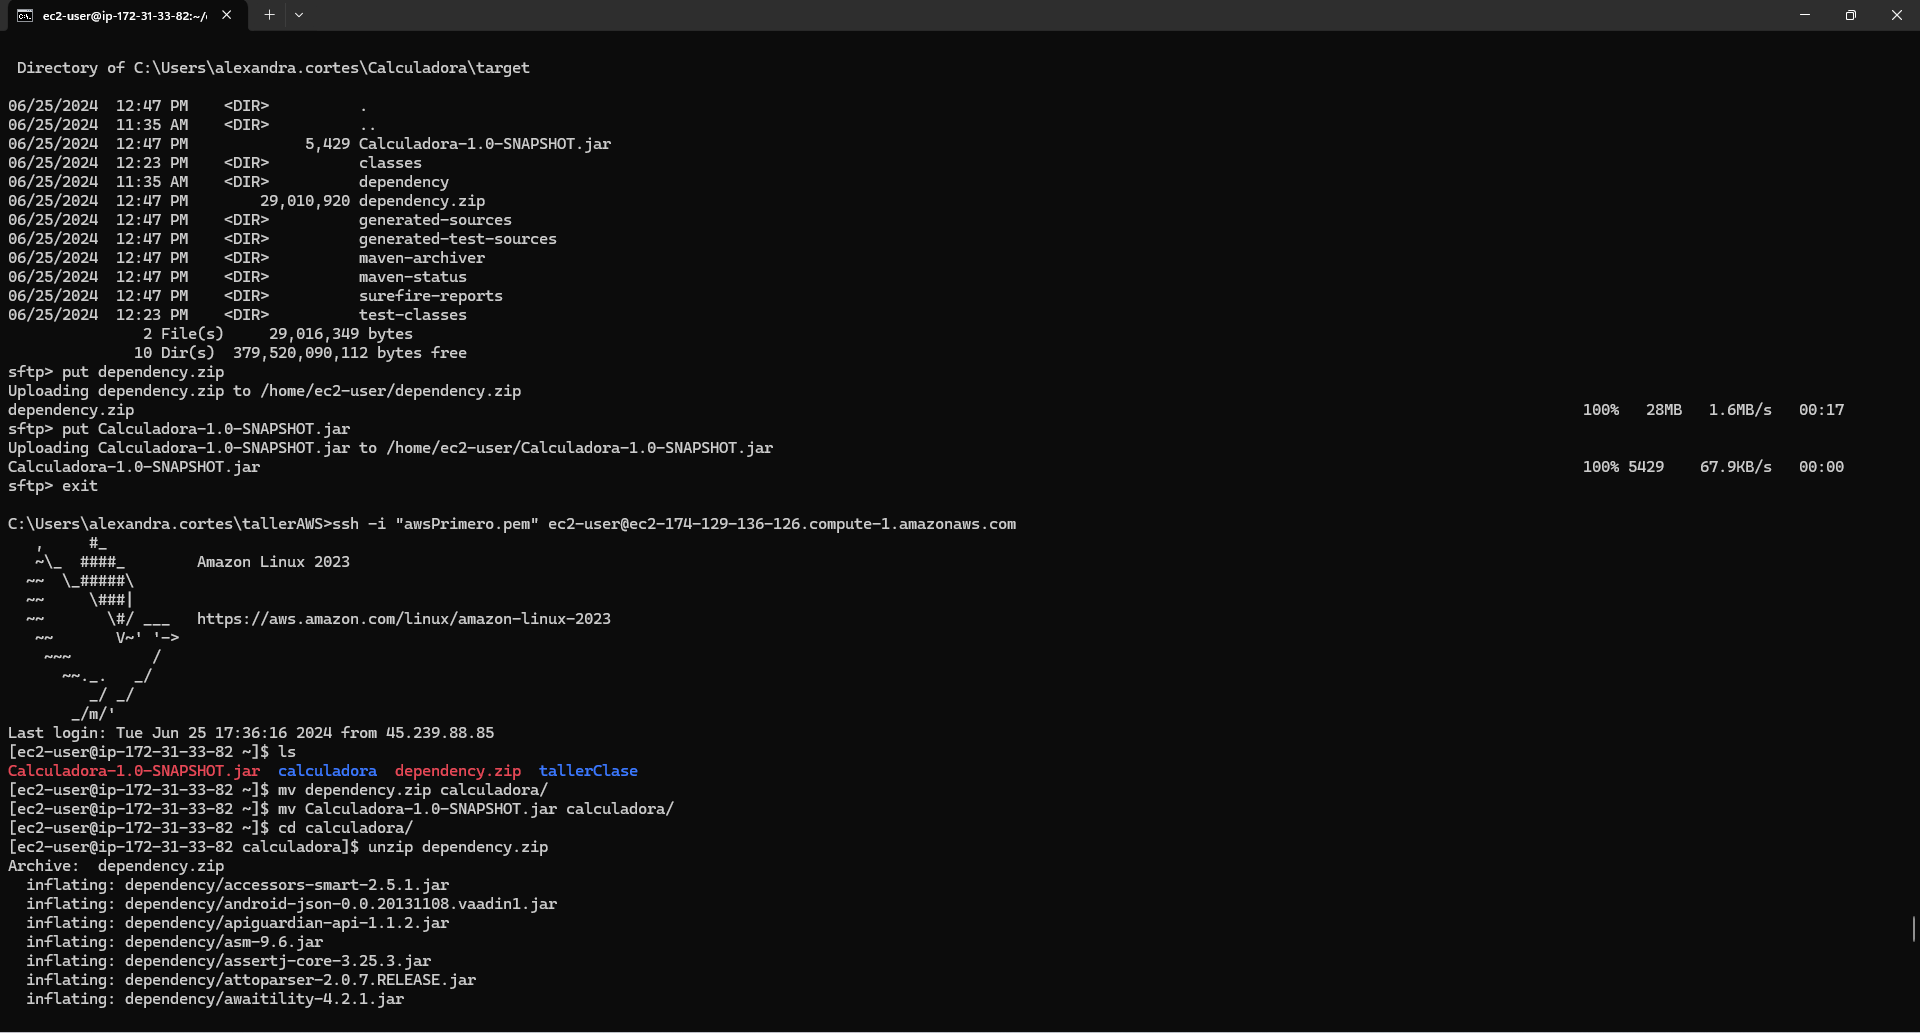 ec2-user@ip-172-31-33-82:~/
Directory of C:\Users\alexandra.cortes\Calculadora\target
06/25/2024  12:47 PM    <DIR>          .
06/25/2024  11:35 AM    <DIR>          ..
06/25/2024  12:47 PM             5,429 Calculadora-1.0-SNAPSHOT.jar
06/25/2024  12:23 PM    <DIR>          classes
06/25/2024  11:35 AM    <DIR>          dependency
06/25/2024  12:47 PM        29,010,920 dependency.zip
06/25/2024  12:47 PM    <DIR>          generated-sources
06/25/2024  12:47 PM    <DIR>          generated-test-sources
06/25/2024  12:47 PM    <DIR>          maven-archiver
06/25/2024  12:47 PM    <DIR>          maven-status
06/25/2024  12:47 PM    <DIR>          surefire-reports
06/25/2024  12:23 PM    <DIR>          test-classes
               2 File(s)     29,016,349 bytes
              10 Dir(s)  379,520,090,112 bytes free
sftp> put dependency.zip
Uploading dependency.zip to /home/ec2-user/dependency.zip
dependency.zip    100%   28MB   1.6MB/s   00:17
sftp> put Calculadora-1.0-SNAPSHOT.jar
Uploading Calculadora-1.0-SNAPSHOT.jar to /home/ec2-user/Calculadora-1.0-SNAPSHOT.jar
Calculadora-1.0-SNAPSHOT.jar    100% 5429    67.9KB/s   00:00
sftp> exit
C:\Users\alexandra.cortes\tallerAWS>ssh -i "awsPrimero.pem" ec2-user@ec2-174-129-136-126.compute-1.amazonaws.com
   ,     #_
   ~\_  ####_        Amazon Linux 2023
  ~~  \_#####\
  ~~     \###|
  ~~       \#/ ___   https://aws.amazon.com/linux/amazon-linux-2023
   ~~       V~' '->
    ~~~         /
      ~~._.   _/
         _/ _/
       _/m/'
Last login: Tue Jun 25 17:36:16 2024 from 45.239.88.85
[ec2-user@ip-172-31-33-82 ~]$ ls
Calculadora-1.0-SNAPSHOT.jar  calculadora  dependency.zip  tallerClase
[ec2-user@ip-172-31-33-82 ~]$ mv dependency.zip calculadora/
[ec2-user@ip-172-31-33-82 ~]$ mv Calculadora-1.0-SNAPSHOT.jar calculadora/
[ec2-user@ip-172-31-33-82 ~]$ cd calculadora/
[ec2-user@ip-172-31-33-82 calculadora]$ unzip dependency.zip
Archive:  dependency.zip
  inflating: dependency/accessors-smart-2.5.1.jar
  inflating: dependency/android-json-0.0.20131108.vaadin1.jar
  inflating: dependency/apiguardian-api-1.1.2.jar
  inflating: dependency/asm-9.6.jar
  inflating: dependency/assertj-core-3.25.3.jar
  inflating: dependency/attoparser-2.0.7.RELEASE.jar
  inflating: dependency/awaitility-4.2.1.jar